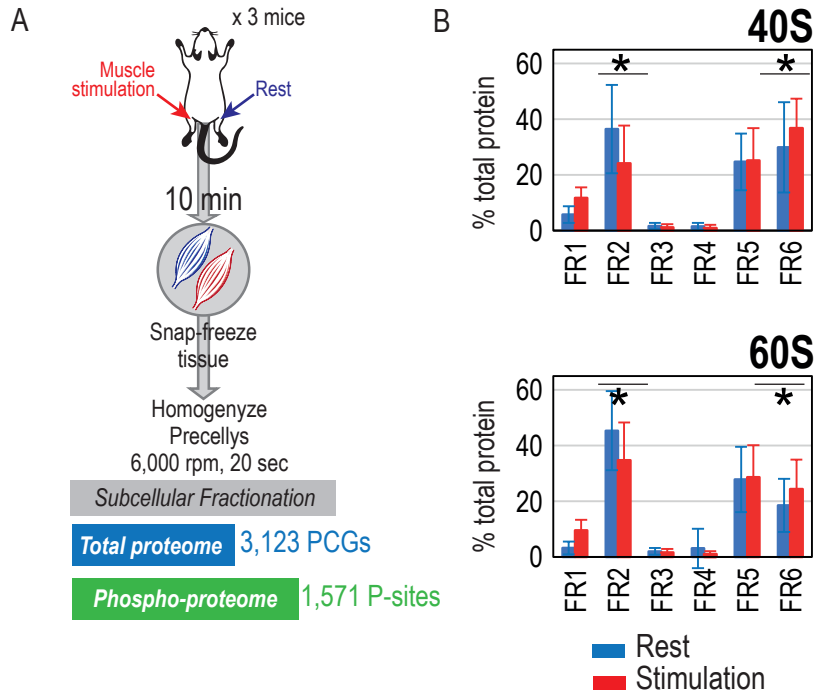 A
x 3 mice
Muscle
stimulation
Rest
10 min
Snap-freeze
tissue
Homogenyze
Precellys
6,000 rpm, 20 sec
Subcellular Fractionation
Total proteome 3,123 PCGs
Phospho-proteome 1,571 P-sites
B
40S
% total protein
60
40
20
0
* *
FR1 FR2 FR3 FR4 FR5 FR6
60S
% total protein
60
40
20
0
* *
FR1 FR2 FR3 FR4 FR5 FR6
Rest
Stimulation